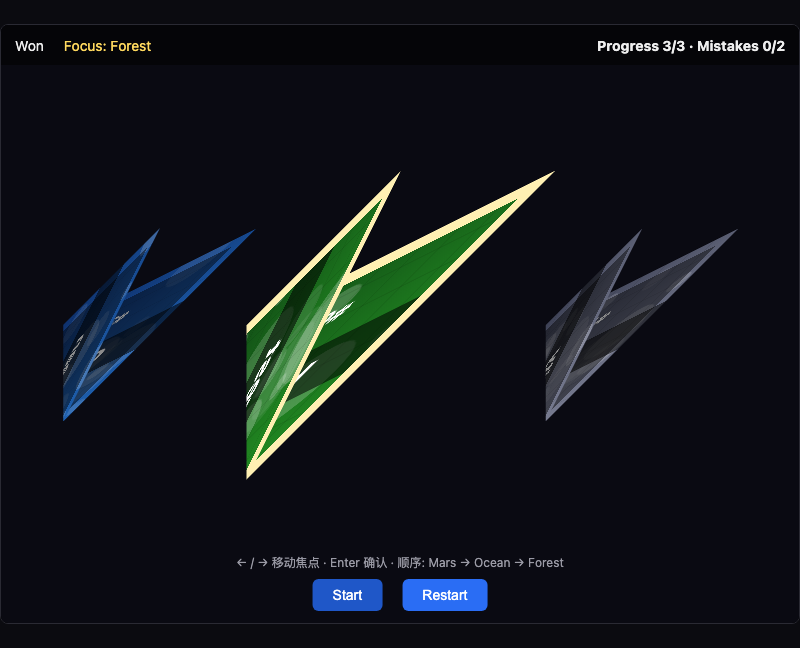 Won Focus: Forest Progress 3/3 · Mistakes 0/2
← / → 移动焦点 · Enter 确认 · 顺序: Mars → Ocean → Forest
Start Restart